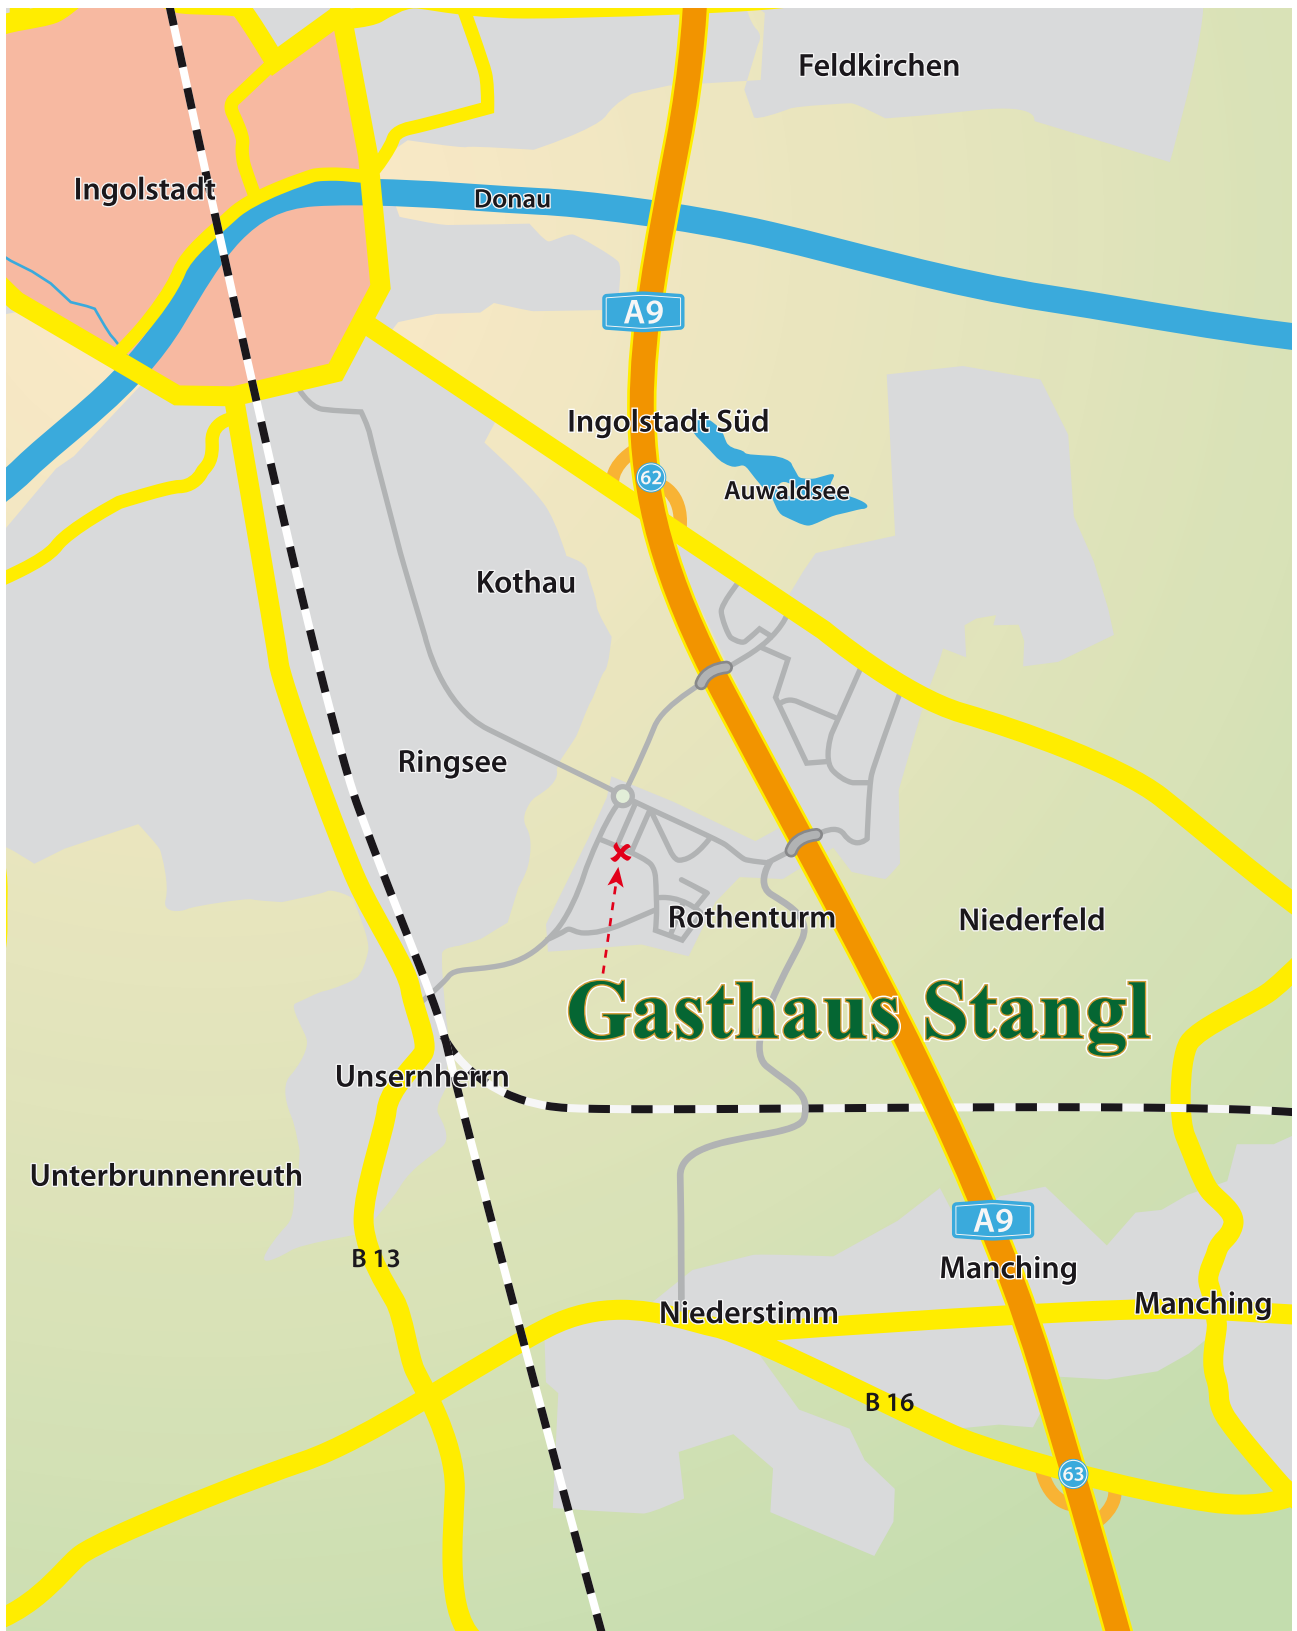 Feldkirchen
Ingolstadt
Donau
A9
Ingolstadt Süd
62
Auwaldsee
Kothau
Ringsee
Rothenturm
Niederfeld
Gasthaus Stangl
Unsernherrn
Unterbrunnenreuth
A9
B 13
Manching
Manching
Niederstimm
B 16
63